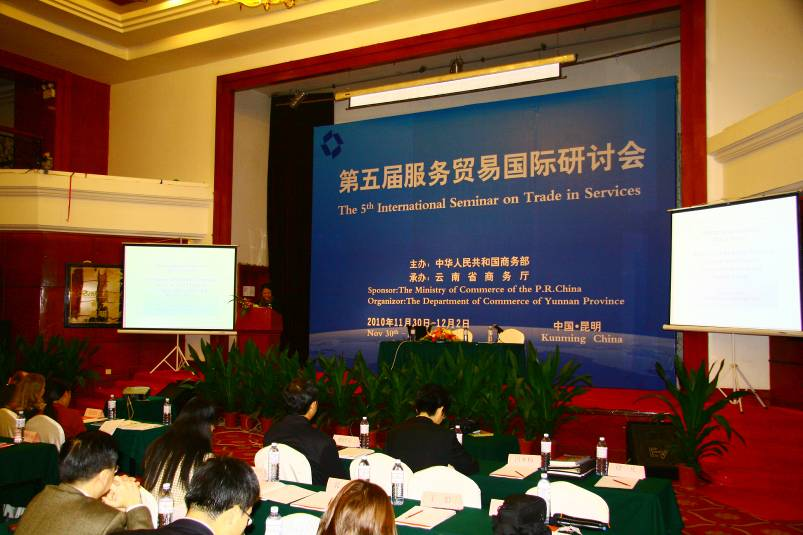 第五届服务贸易国际研讨会
The 5th International Seminar on Trade in Services
主办:中华人民共和国商务部
承办:云南省商务厅
Sponsor:The Ministry of Commerce of the P.R.China
Organizer:The Department of Commerce of Yunnan Province
2010年11月30日-12月2日
中国•昆明
Nov 30th -
Kunming China